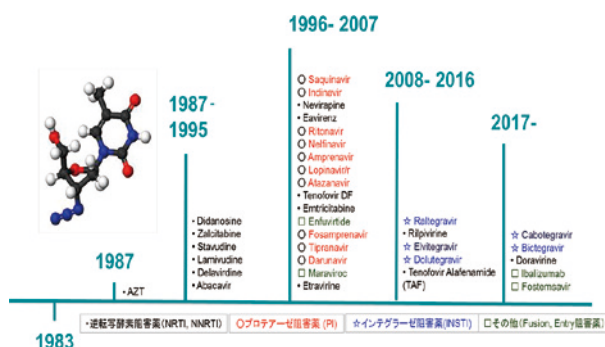 1983
1987
・AZT
1987 -
1995
・Didanosine
・Zalcitabine
・Stavudine
・Lamivudine
・Delavirdine
・Abacavir
1996- 2007
○ Saquinavir
○ Indinavir
・Nevirapine
・Eavirenz
○ Ritonavir
○ Nelfinavir
○ Amprenavir
○ Lopinavir/r
○ Atazanavir
・Tenofovir DF
・Emtricitabine
□ Enfuvirtide
○ Fosamprenavir
○ Tipranavir
○ Darunavir
□ Maraviroc
・Etravirine
2008- 2016
☆ Raltegravir
・Rilpivirine
☆ Elvitegravir
☆ Dolutegravir
・Tenofovir Alafenamide
(TAF)
2017-
☆ Cabotegravir
☆ Bictegravir
・Doravirine
□ Ibalizumab
□ Fostemsavir
・逆転写酵素阻害薬(NRTI, NNRTI)
○プロテアーゼ阻害薬 (PI)
☆インテグラーゼ阻害薬(INSTI)
□その他(Fusion, Entry阻害薬)